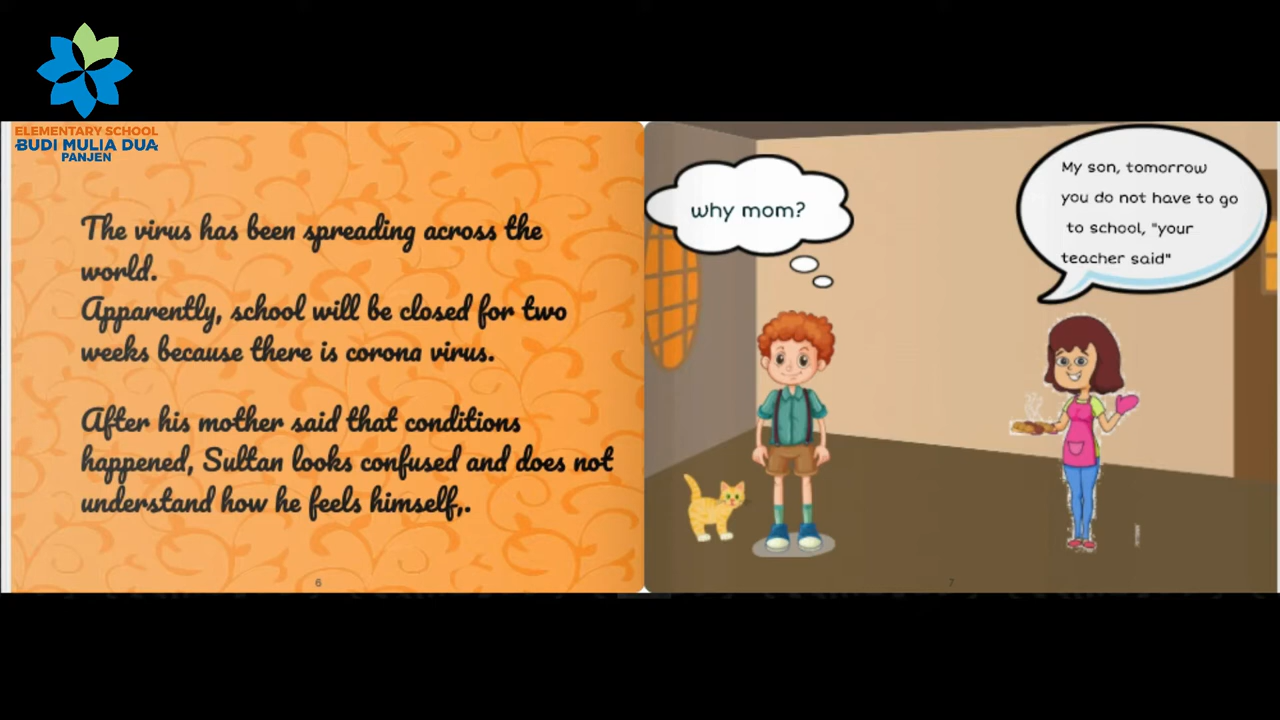 ELEMENTARY SCHOOL
BUDI MULIA DUA
PANJEN
The virus has been spreading across the
world.
Apparently, school will be closed for two
weeks because there is corona virus.
After his mother said that conditions
happened, Sultan looks confused and does not
understand how he feels himself,.
6
why mom?
My son, tomorrow
you do not have to go
to school, "your
teacher said"
7